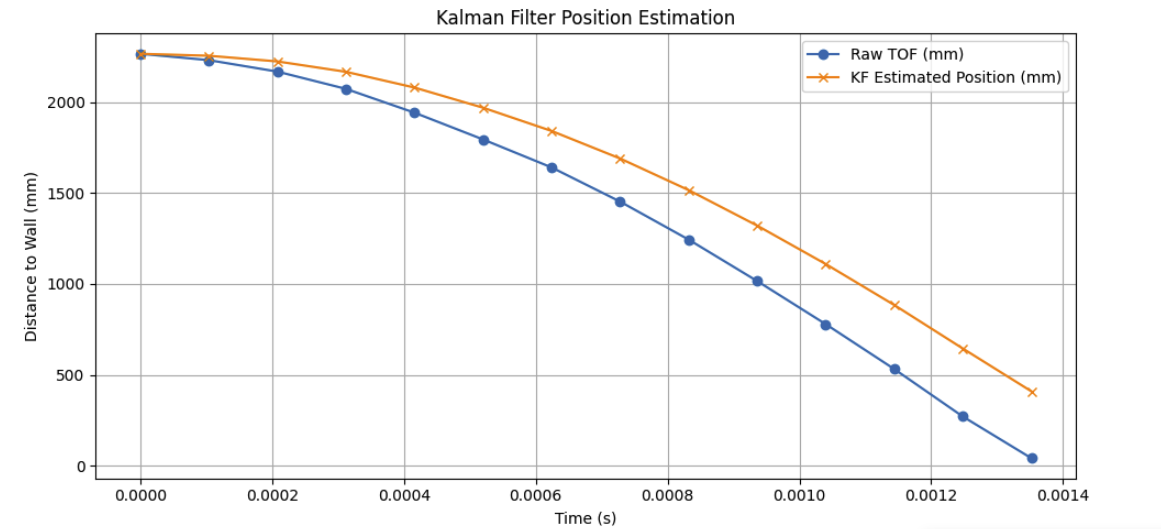 Kalman Filter Position Estimation
Raw TOF (mm)
KF Estimated Position (mm)
Distance to Wall (mm)
2000
1500
1000
500
0
0.0000 0.0002 0.0004 0.0006 0.0008 0.0010 0.0012 0.0014
Time (s)